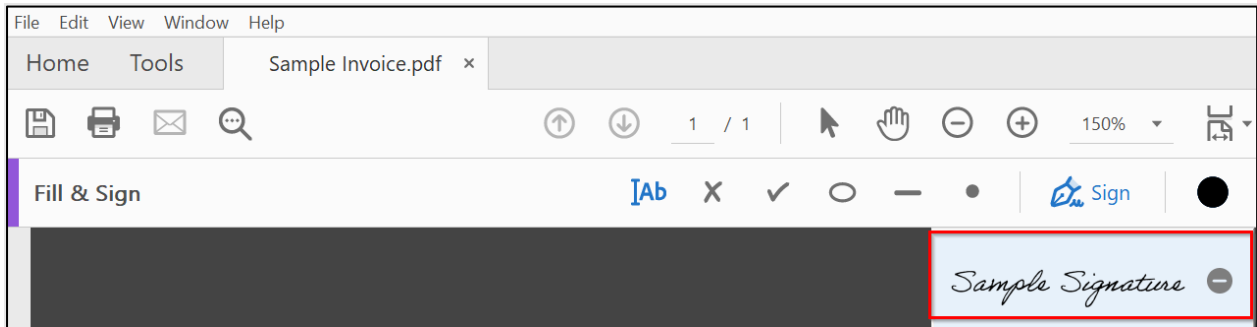 File Edit View Window Help
Home Tools Sample Invoice.pdf ×
1 / 1 150%
Fill & Sign Ab Sign
Sample Signature